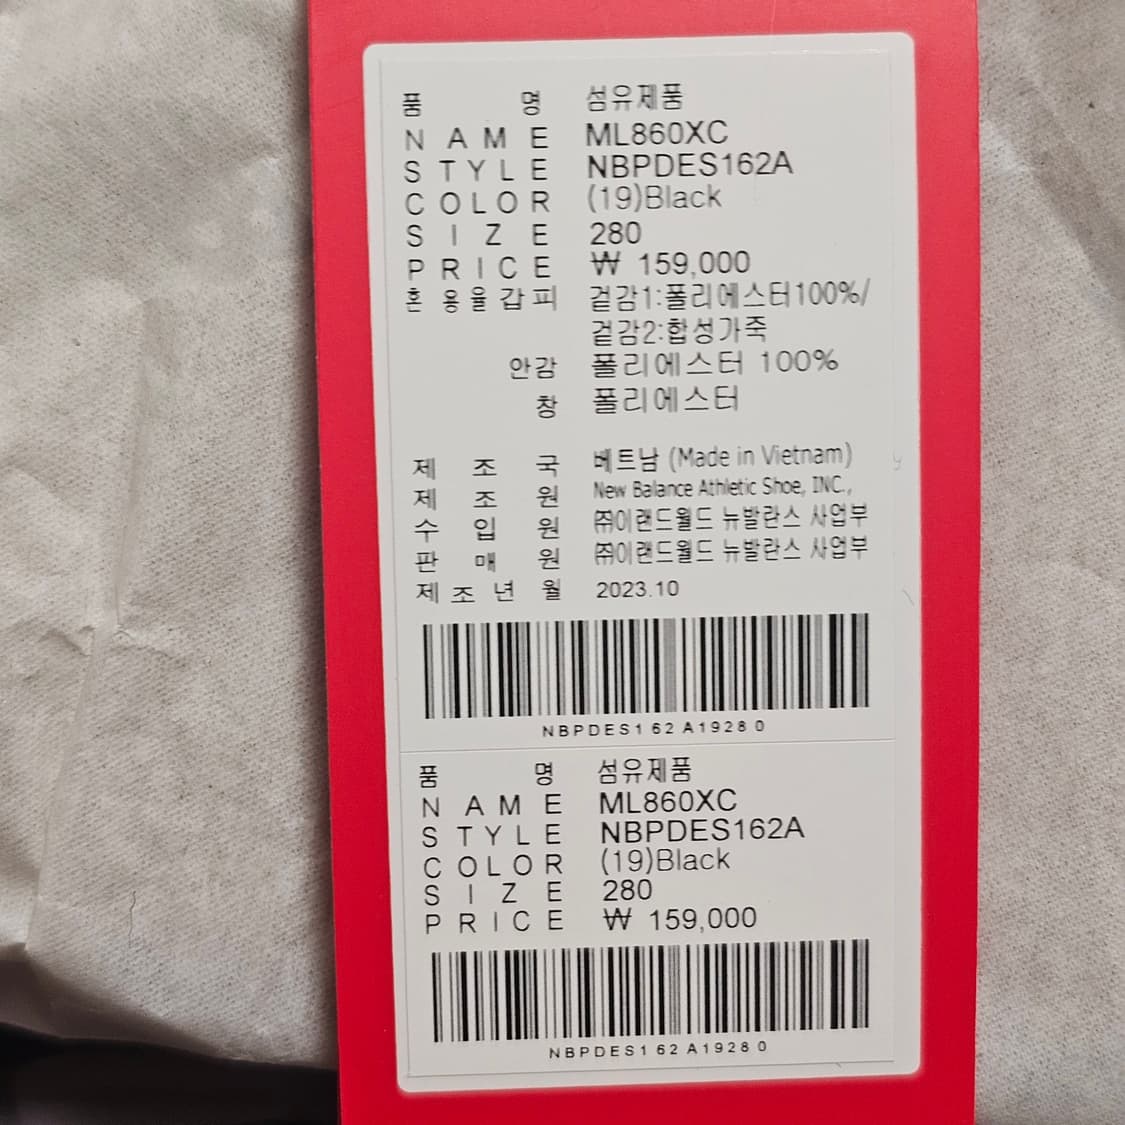 품 명 섬유제품
NAME ML860XC
STYLE NBPDES162A
COLOR (19)Black
SIZE 280
PRICE ₩ 159,000
혼용율갑피 겉감1:폴리에스터100%/
겉감2:합성가죽
안감 폴리에스터 100%
창 폴리에스터
제 조 국 베트남 (Made in Vietnam)
제 조 원 New Balance Athletic Shoe, INC.,
수 입 원 ㈜이랜드월드 뉴발란스 사업부
판 매 원 ㈜이랜드월드 뉴발란스 사업부
제 조 년 월 2023.10
NBPDES162A19280
품 명 섬유제품
NAME ML860XC
STYLE NBPDES162A
COLOR (19)Black
SIZE 280
PRICE ₩ 159,000
NBPDES162A19280